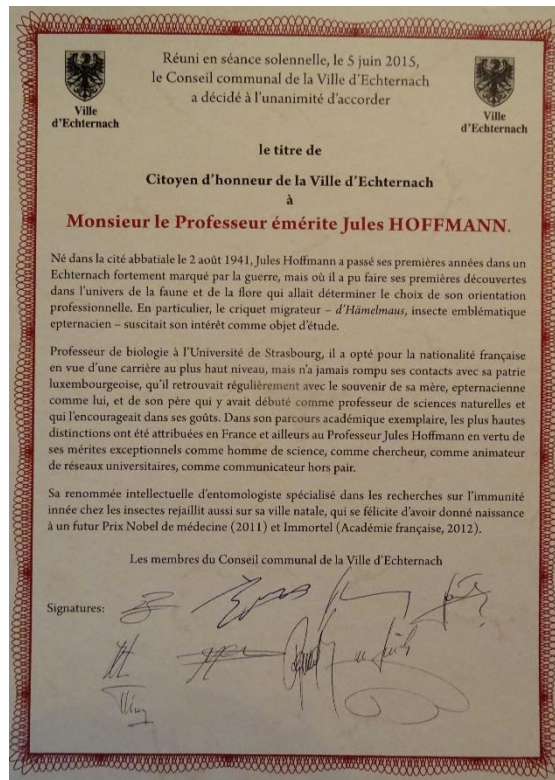 Réuni en séance solennelle, le 5 juin 2015,
le Conseil communal de la Ville d'Echternach
a décidé à l'unanimité d'accorder
Ville
d'Echternach
Ville
d'Echternach
le titre de
Citoyen d'honneur de la Ville d'Echternach
à
Monsieur le Professeur émérite Jules HOFFMANN.
Né dans la cité abbatiale le 2 août 1941, Jules Hoffmann a passé ses premières années dans un
Echternach fortement marqué par la guerre, mais où il a pu faire ses premières découvertes
dans l'univers de la faune et de la flore qui allait déterminer le choix de son orientation
professionnelle. En particulier, le criquet migrateur – d'Hämelmaus, insecte emblématique
epternacien – suscitait son intérêt comme objet d'étude.
Professeur de biologie à l'Université de Strasbourg, il a opté pour la nationalité française
en vue d'une carrière au plus haut niveau, mais n'a jamais rompu ses contacts avec sa patrie
luxembourgeoise, qu'il retrouvait régulièrement avec le souvenir de sa mère, epternacienne
comme lui, et de son père qui y avait débuté comme professeur de sciences naturelles et
qui l'encourageait dans ses goûts. Dans son parcours académique exemplaire, les plus hautes
distinctions ont été attribuées en France et ailleurs au Professeur Jules Hoffmann en vertu de
ses mérites exceptionnels comme homme de science, comme chercheur, comme animateur
de réseaux universitaires, comme communicateur hors pair.
Sa renommée intellectuelle d'entomologiste spécialisé dans les recherches sur l'immunité
innée chez les insectes rejaillit aussi sur sa ville natale, qui se félicite d'avoir donné naissance
à un futur Prix Nobel de médecine (2011) et Immortel (Académie française, 2012).
Les membres du Conseil communal de la Ville d'Echternach
Signatures: